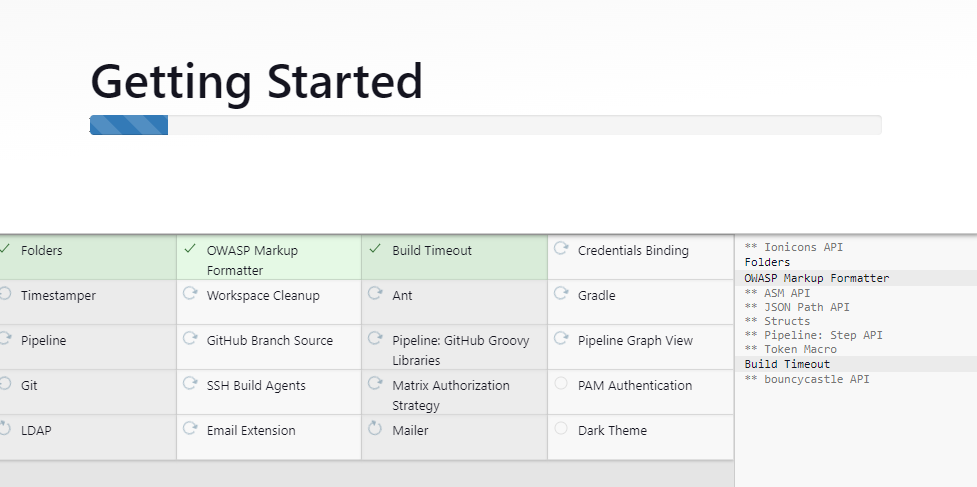 Getting Started
Folders
OWASP Markup
Formatter
Build Timeout
Credentials Binding
Timestamper
Workspace Cleanup
Ant
Gradle
Pipeline
GitHub Branch Source
Pipeline: GitHub Groovy
Libraries
Pipeline Graph View
Git
SSH Build Agents
Matrix Authorization
Strategy
PAM Authentication
LDAP
Email Extension
Mailer
Dark Theme
** Ionicons API
Folders
OWASP Markup Formatter
** ASM API
** JSON Path API
** Structs
** Pipeline: Step API
** Token Macro
Build Timeout
** bouncycastle API